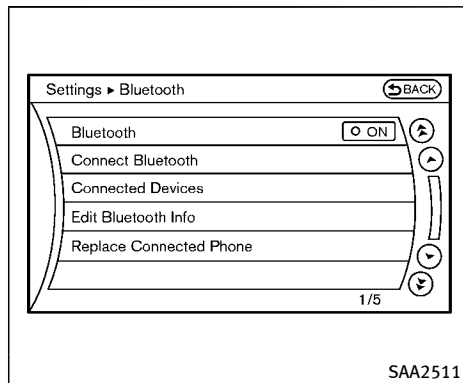 Settings ▸ Bluetooth
BACK
Bluetooth
ON
Connect Bluetooth
Connected Devices
Edit Bluetooth Info
Replace Connected Phone
1/5
SAA2511